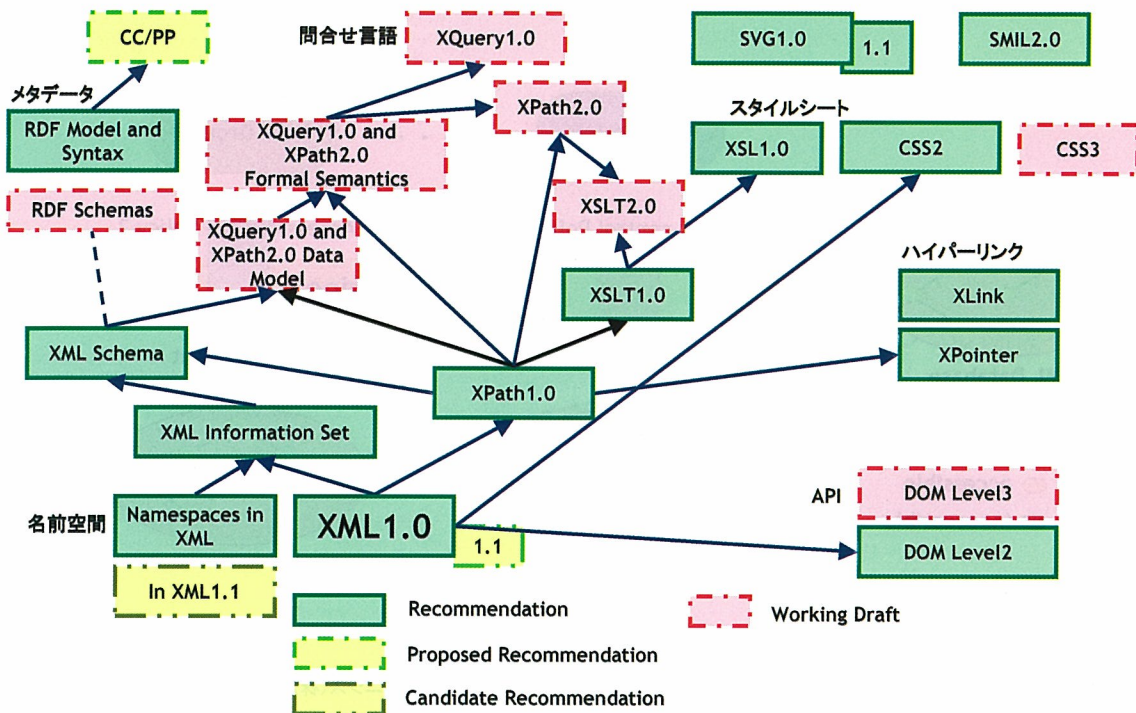 CC/PP
問合せ言語
XQuery1.0
SVG1.0
1.1
SMIL2.0
メタデータ
RDF Model and
Syntax
XQuery1.0 and
XPath2.0
Formal Semantics
XPath2.0
スタイルシート
XSL1.0
CSS2
CSS3
RDF Schemas
XQuery1.0 and
XPath2.0 Data
Model
XSLT2.0
XSLT1.0
ハイパーリンク
XLink
XPointer
XML Schema
XPath1.0
XML Information Set
名前空間
Namespaces in
XML
XML1.0
1.1
API
DOM Level3
DOM Level2
In XML1.1
Recommendation
Working Draft
Proposed Recommendation
Candidate Recommendation